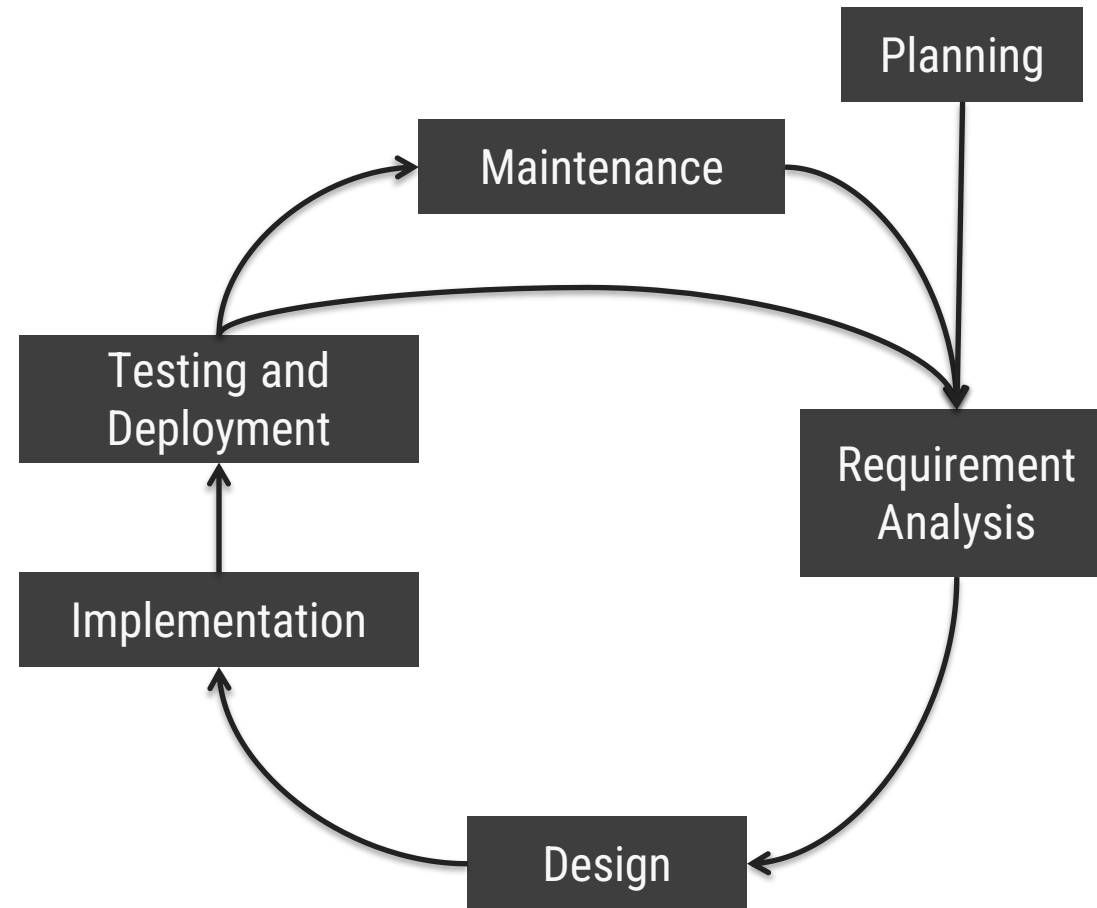 Planning
Maintenance
Testing and
Deployment
Requirement
Analysis
Implementation
Design